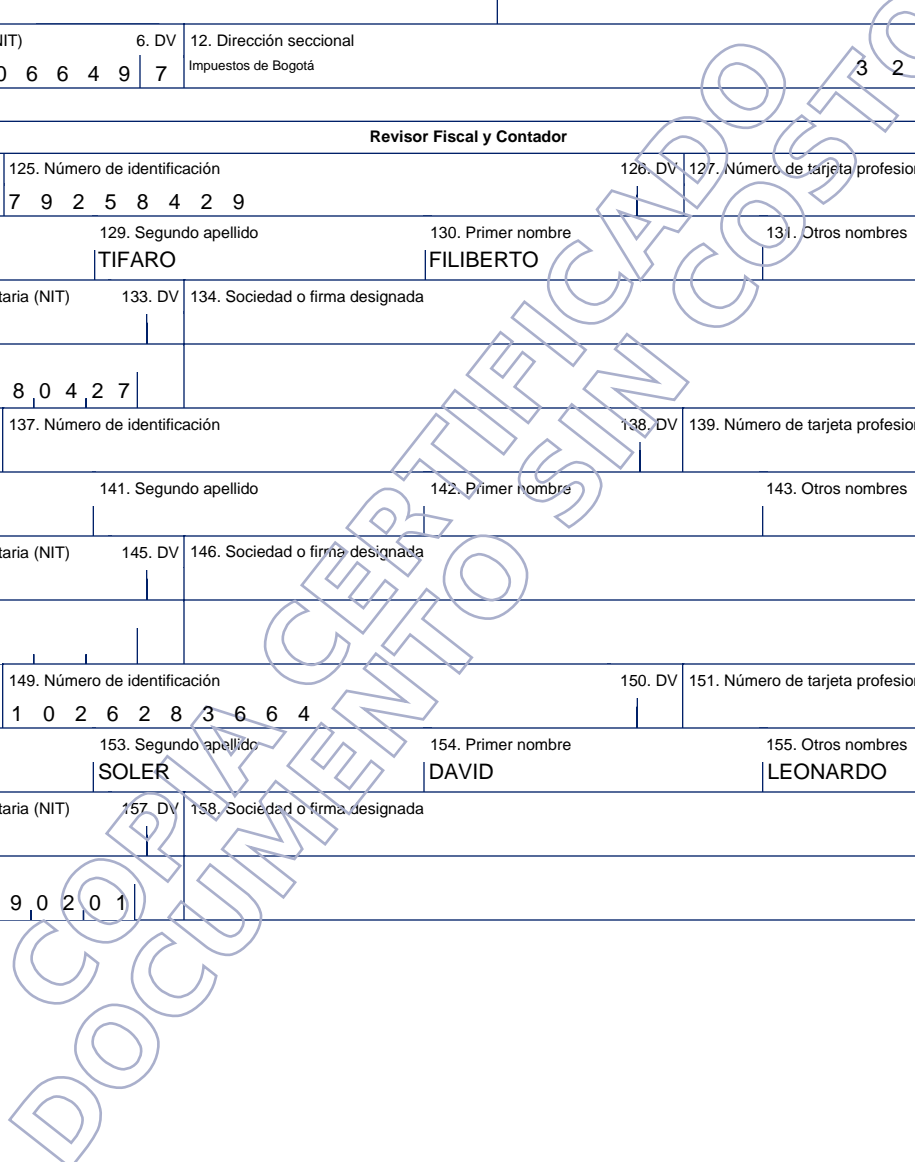 IT) 6. DV 12. Dirección seccional
0 6 6 4 9 7 Impuestos de Bogotá 3 2
Revisor Fiscal y Contador
125. Número de identificación 126. DV 127. Número de tarjeta profesion
7 9 2 5 8 4 2 9
129. Segundo apellido 130. Primer nombre 131. Otros nombres
TIFARO FILIBERTO
taria (NIT) 133. DV 134. Sociedad o firma designada
8 0 4 2 7
137. Número de identificación 138. DV 139. Número de tarjeta profesion
141. Segundo apellido 142. Primer nombre 143. Otros nombres
taria (NIT) 145. DV 146. Sociedad o firma designada
149. Número de identificación 150. DV 151. Número de tarjeta profesion
1 0 2 6 2 8 3 6 6 4
153. Segundo apellido 154. Primer nombre 155. Otros nombres
SOLER DAVID LEONARDO
taria (NIT) 157. DV 158. Sociedad o firma designada
9 0 2 0 1
COPIA CERTIFICADO
DOCUMENTO SIN COSTO